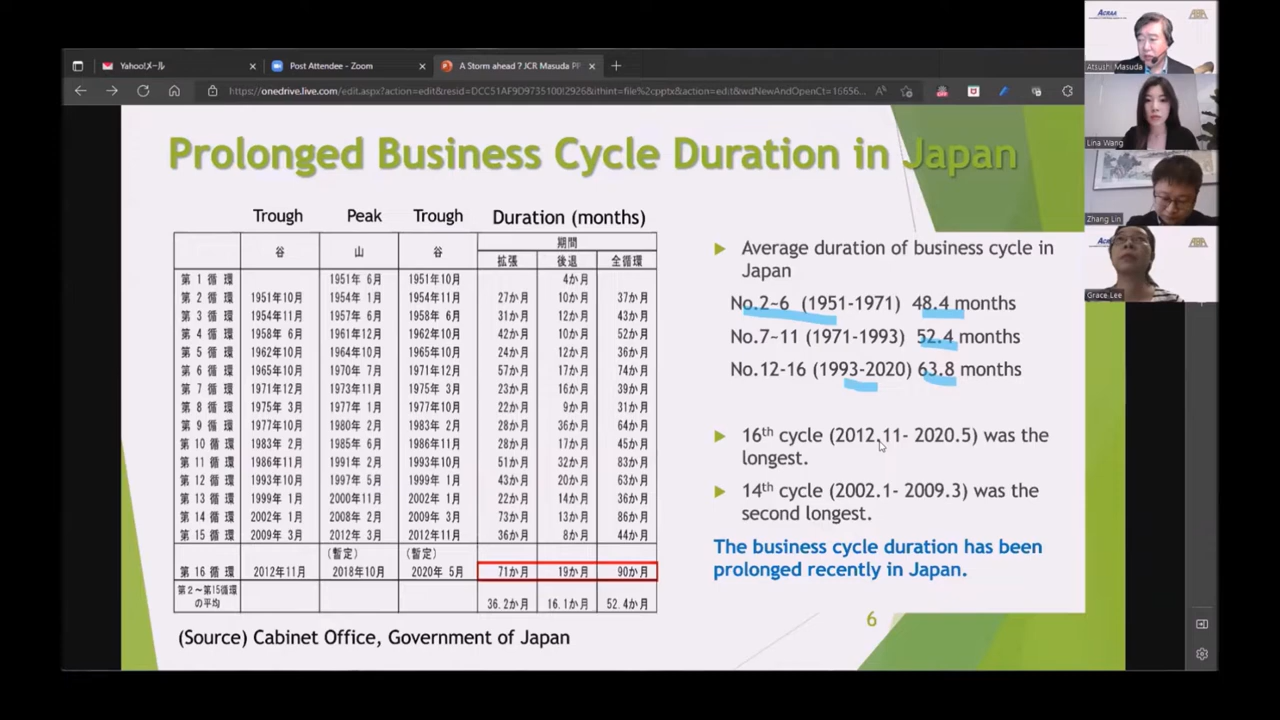 Yahoo!メール
Post Attendee - Zoom
A Storm ahead ? JCR Masuda PP
https://onedrive.live.com/edit.aspx?action=edit&resid=DCC51AF9D9735100!2926&ithint=file%2cpptx&action=edit&wdNewAndOpenCt=16656...
Prolonged Business Cycle Duration in Japan
Trough Peak Trough Duration (months)
谷 山 谷 期間
拡張 後退 全循環
第 1 循 環 1951年 6月 1951年10月 4か月
第 2 循 環 1951年10月 1954年 1月 1954年11月 27か月 10か月 37か月
第 3 循 環 1954年11月 1957年 6月 1958年 6月 31か月 12か月 43か月
第 4 循 環 1958年 6月 1961年12月 1962年10月 42か月 10か月 52か月
第 5 循 環 1962年10月 1964年10月 1965年10月 24か月 12か月 36か月
第 6 循 環 1965年10月 1970年 7月 1971年12月 57か月 17か月 74か月
第 7 循 環 1971年12月 1973年11月 1975年 3月 23か月 16か月 39か月
第 8 循 環 1975年 3月 1977年 1月 1977年10月 22か月 9か月 31か月
第 9 循 環 1977年10月 1980年 2月 1983年 2月 28か月 36か月 64か月
第 10 循 環 1983年 2月 1985年 6月 1986年11月 28か月 17か月 45か月
第 11 循 環 1986年11月 1991年 2月 1993年10月 51か月 32か月 83か月
第 12 循 環 1993年10月 1997年 5月 1999年 1月 43か月 20か月 63か月
第 13 循 環 1999年 1月 2000年11月 2002年 1月 22か月 14か月 36か月
第 14 循 環 2002年 1月 2008年 2月 2009年 3月 73か月 13か月 86か月
第 15 循 環 2009年 3月 2012年 3月 2012年11月 36か月 8か月 44か月
(暫定) (暫定)
第 16 循 環 2012年11月 2018年10月 2020年 5月 71か月 19か月 90か月
第2～第15循環
の平均 36.2か月 16.1か月 52.4か月
(Source) Cabinet Office, Government of Japan
Average duration of business cycle in
Japan
No.2~6 (1951-1971) 48.4 months
No.7~11 (1971-1993) 52.4 months
No.12-16 (1993-2020) 63.8 months
16th cycle (2012.11- 2020.5) was the
longest.
14th cycle (2002.1- 2009.3) was the
second longest.
The business cycle duration has been
prolonged recently in Japan.
6
ACRAA
Atsushi Masuda
Lina Wang
Zhang Lin
ACRAA
Grace Lee